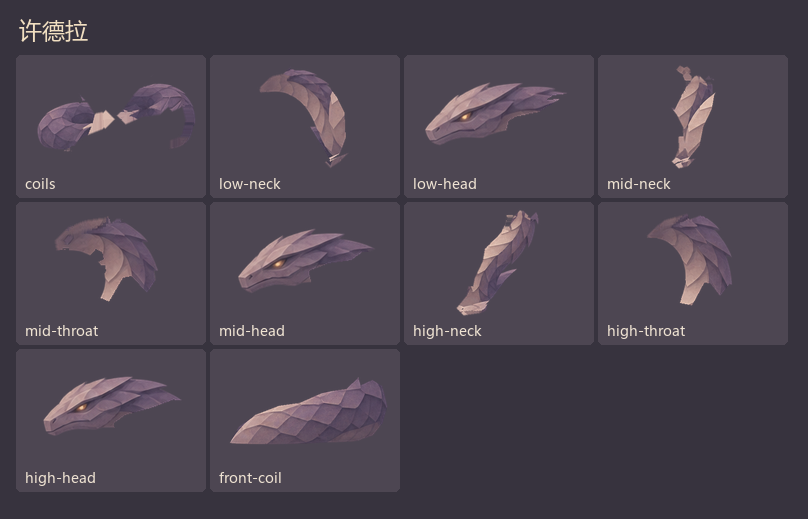 许德拉
coils
low-neck
low-head
mid-neck
mid-throat
mid-head
high-neck
high-throat
high-head
front-coil